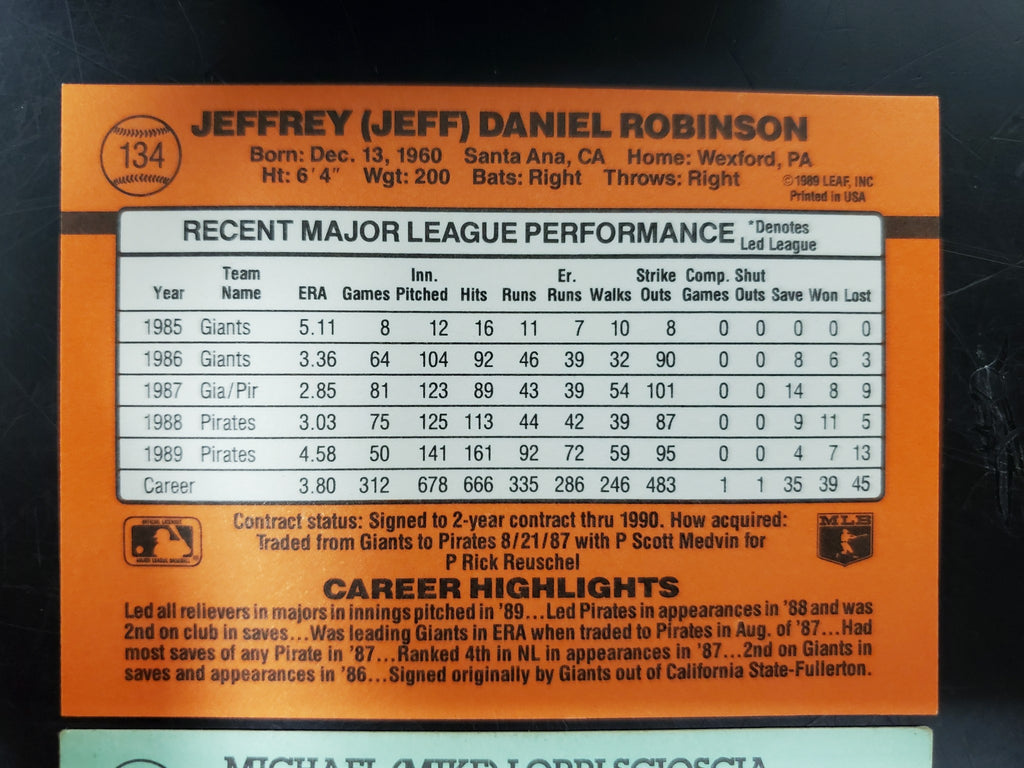 134
JEFFREY (JEFF) DANIEL ROBINSON
Born: Dec. 13, 1960 Santa Ana, CA Home: Wexford, PA
Ht: 6'4" Wgt: 200 Bats: Right Throws: Right
©1989 LEAF, INC
Printed in USA
RECENT MAJOR LEAGUE PERFORMANCE *Denotes
Led League
Year Team Name ERA Games Inn. Pitched Hits Runs Er. Runs Walks Strike Outs Comp. Games Shut Outs Save Won Lost
1985 Giants 5.11 8 12 16 11 7 10 8 0 0 0 0 0
1986 Giants 3.36 64 104 92 46 39 32 90 0 0 8 6 3
1987 Gia/Pir 2.85 81 123 89 43 39 54 101 0 0 14 8 9
1988 Pirates 3.03 75 125 113 44 42 39 87 0 0 9 11 5
1989 Pirates 4.58 50 141 161 92 72 59 95 0 0 4 7 13
Career 3.80 312 678 666 335 286 246 483 1 1 35 39 45
Contract status: Signed to 2-year contract thru 1990. How acquired:
Traded from Giants to Pirates 8/21/87 with P Scott Medvin for
P Rick Reuschel
MLB
CAREER HIGHLIGHTS
Led all relievers in majors in innings pitched in '89...Led Pirates in appearances in '88 and was
2nd on club in saves...Was leading Giants in ERA when traded to Pirates in Aug. of '87...Had
most saves of any Pirate in '87...Ranked 4th in NL in appearances in '87...2nd on Giants in
saves and appearances in '86...Signed originally by Giants out of California State-Fullerton.
MICHAEL (MIKE) LORRI SCIOSCIA